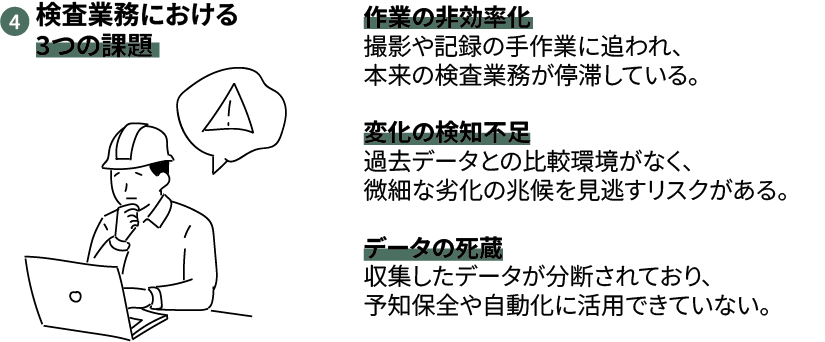 4
検査業務における
3つの課題
作業の非効率化
撮影や記録の手作業に追われ、
本来の検査業務が停滞している。
変化の検知不足
過去データとの比較環境がなく、
微細な劣化の兆候を見逃すリスクがある。
データの死蔵
収集したデータが分断されており、
予知保全や自動化に活用できていない。